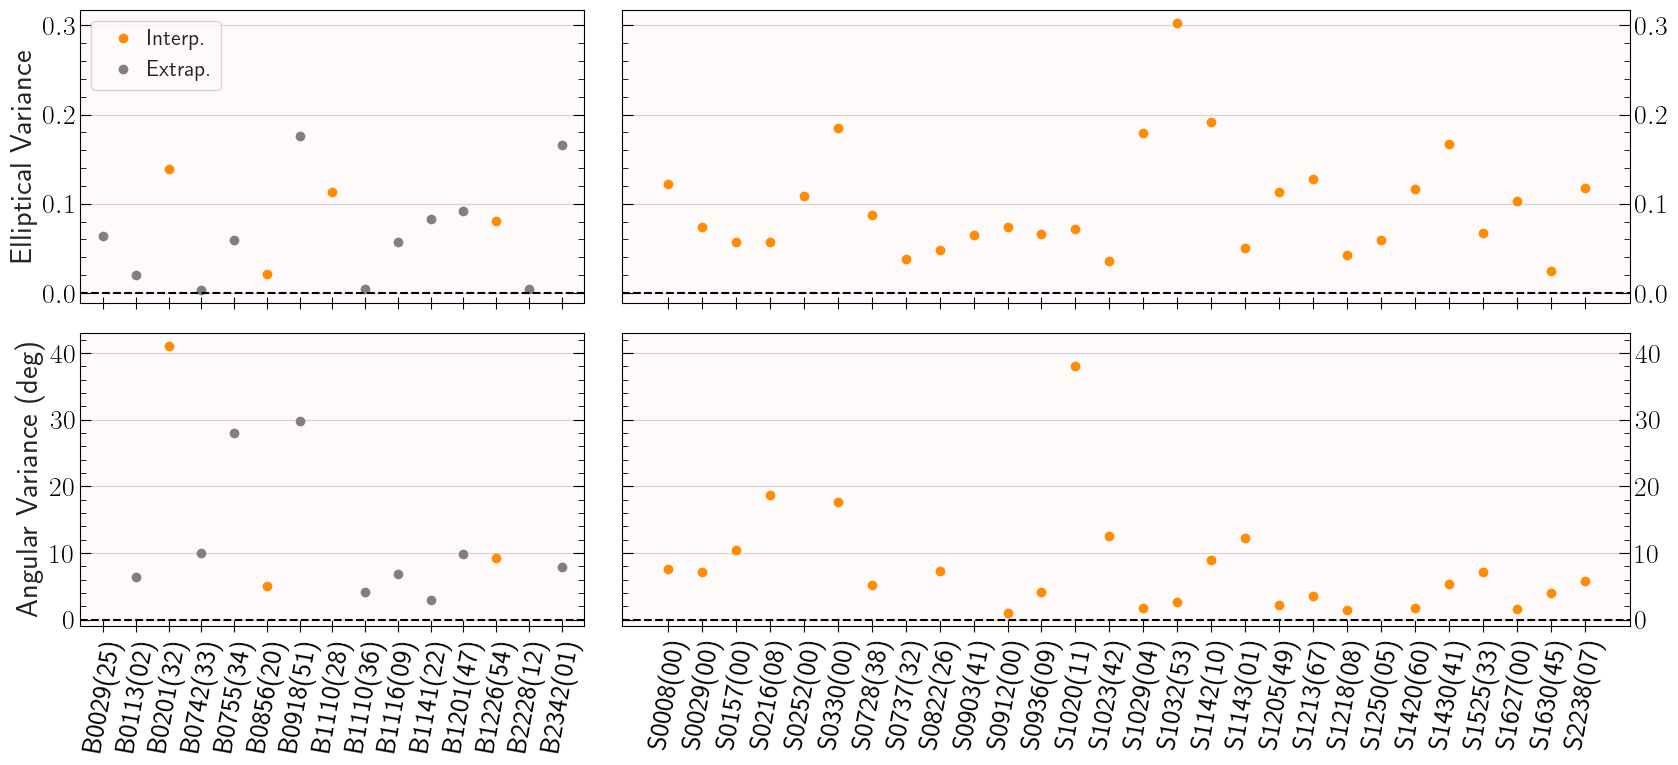 Elliptical Variance
0.3
0.2
0.1
0.0
Interp.
Extrap.
0.3
0.2
0.1
0.0
Angular Variance (deg)
40
30
20
10
0
40
30
20
10
0
B0029(25)
B0113(02)
B0201(32)
B0742(33)
B0755(34)
B0856(20)
B0918(51)
B1110(28)
B1110(36)
B1116(09)
B1141(22)
B1201(47)
B1226(54)
B2228(12)
B2342(01)
S0008(00)
S0029(00)
S0157(00)
S0216(08)
S0252(00)
S0330(00)
S0728(38)
S0737(32)
S0822(26)
S0903(41)
S0912(00)
S0936(09)
S1020(11)
S1023(42)
S1029(04)
S1032(53)
S1142(10)
S1143(01)
S1205(49)
S1213(67)
S1218(08)
S1250(05)
S1420(60)
S1430(41)
S1525(33)
S1627(00)
S1630(45)
S2238(07)